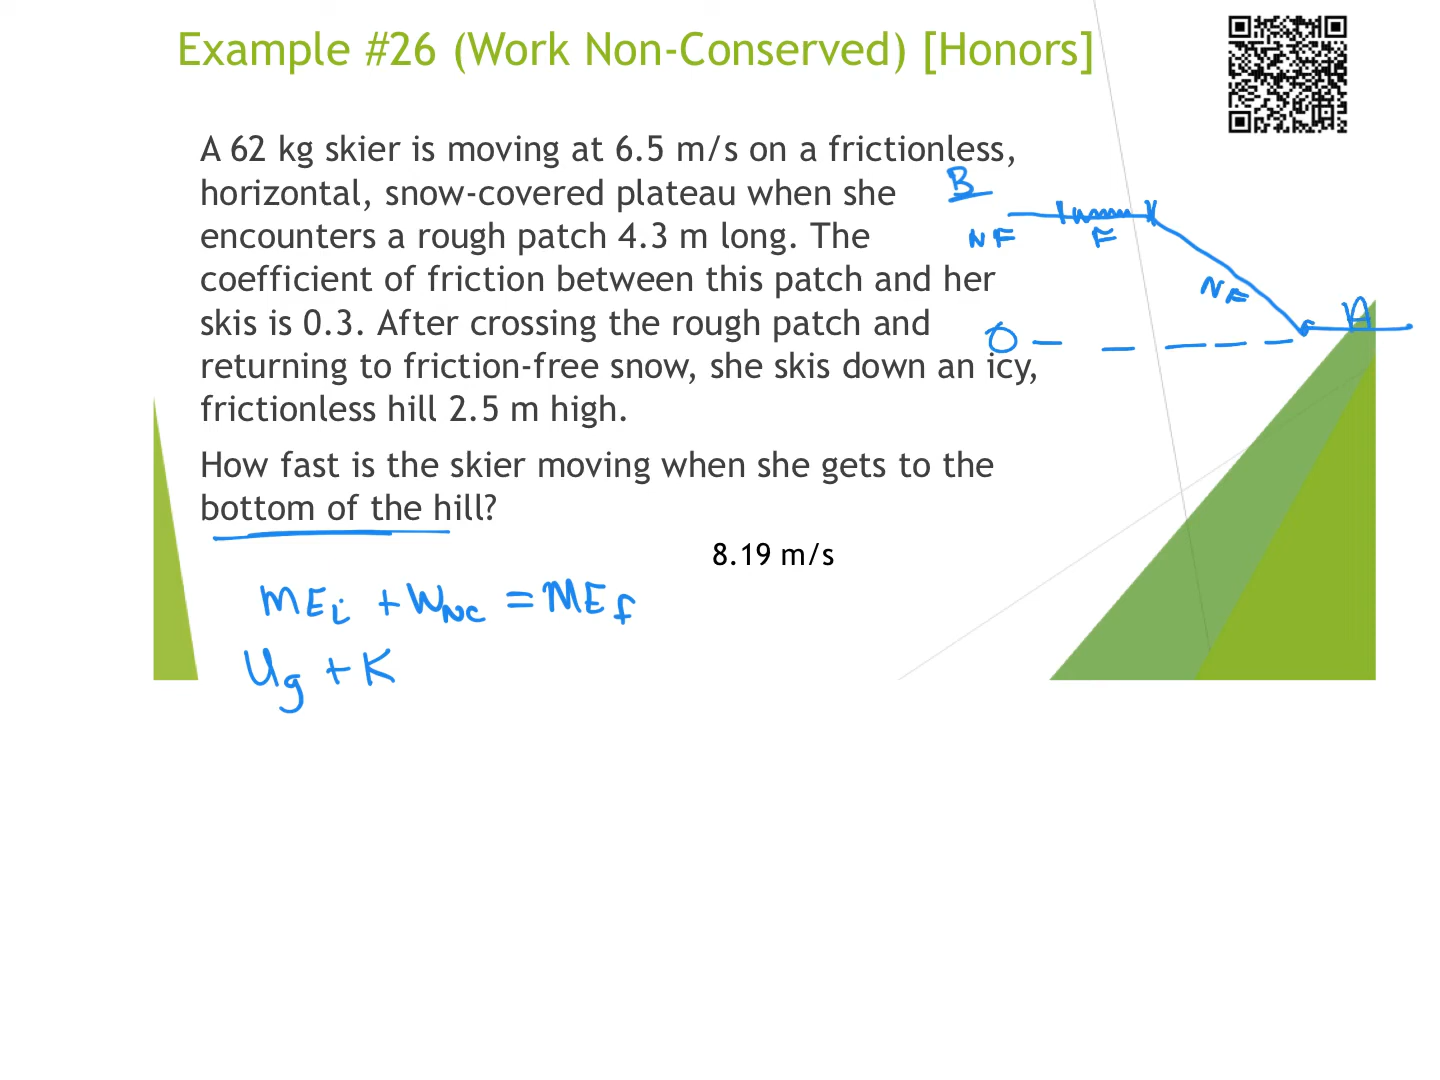 Example #26 (Work Non-Conserved) [Honors]
A 62 kg skier is moving at 6.5 m/s on a frictionless,
horizontal, snow-covered plateau when she
encounters a rough patch 4.3 m long. The
coefficient of friction between this patch and her
skis is 0.3. After crossing the rough patch and
returning to friction-free snow, she skis down an icy,
frictionless hill 2.5 m high.
How fast is the skier moving when she gets to the
bottom of the hill?
8.19 m/s
B
NF
F
NF
A
O
MEi + WNC = MEf
Ug + K